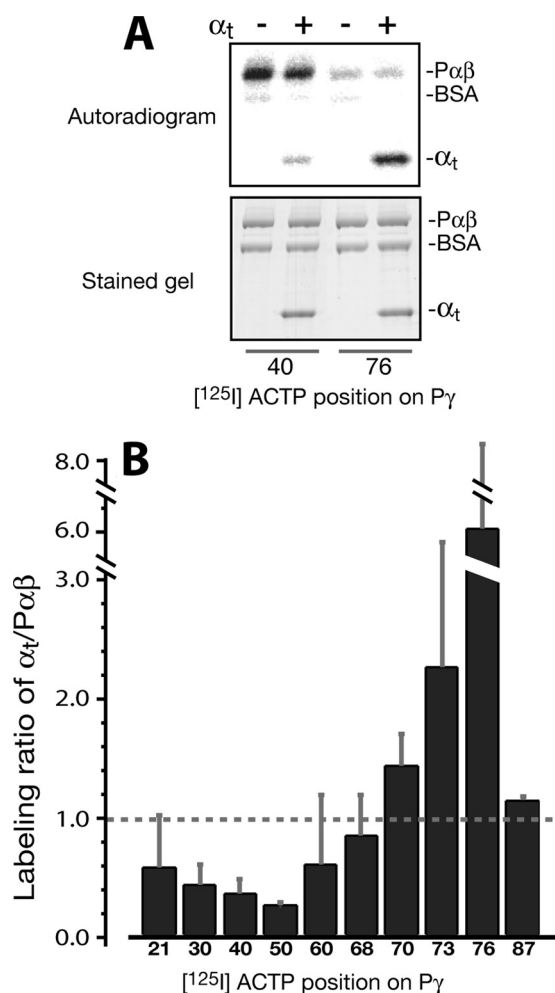 A
αt - + - +
Autoradiogram
-Pαβ
-BSA
-αt
Stained gel
-Pαβ
-BSA
-αt
40 76
[125I] ACTP position on Pγ
B
Labeling ratio of αt/Pαβ
8.0
6.0
3.0
2.0
1.0
0.0
21 30 40 50 60 68 70 73 76 87
[125I] ACTP position on Pγ